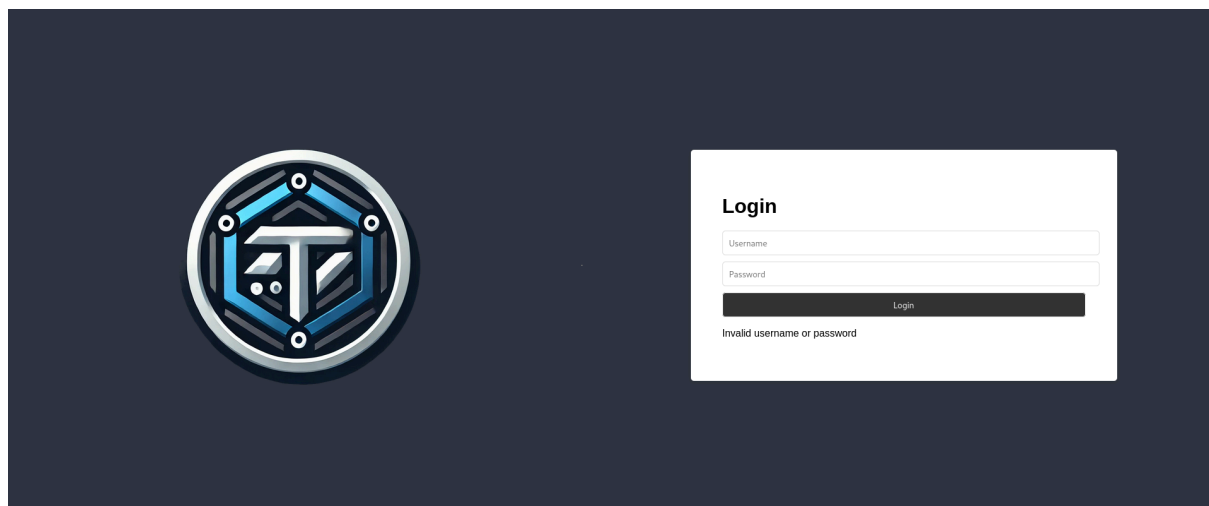 T
Login
Username
Password
Login
Invalid username or password